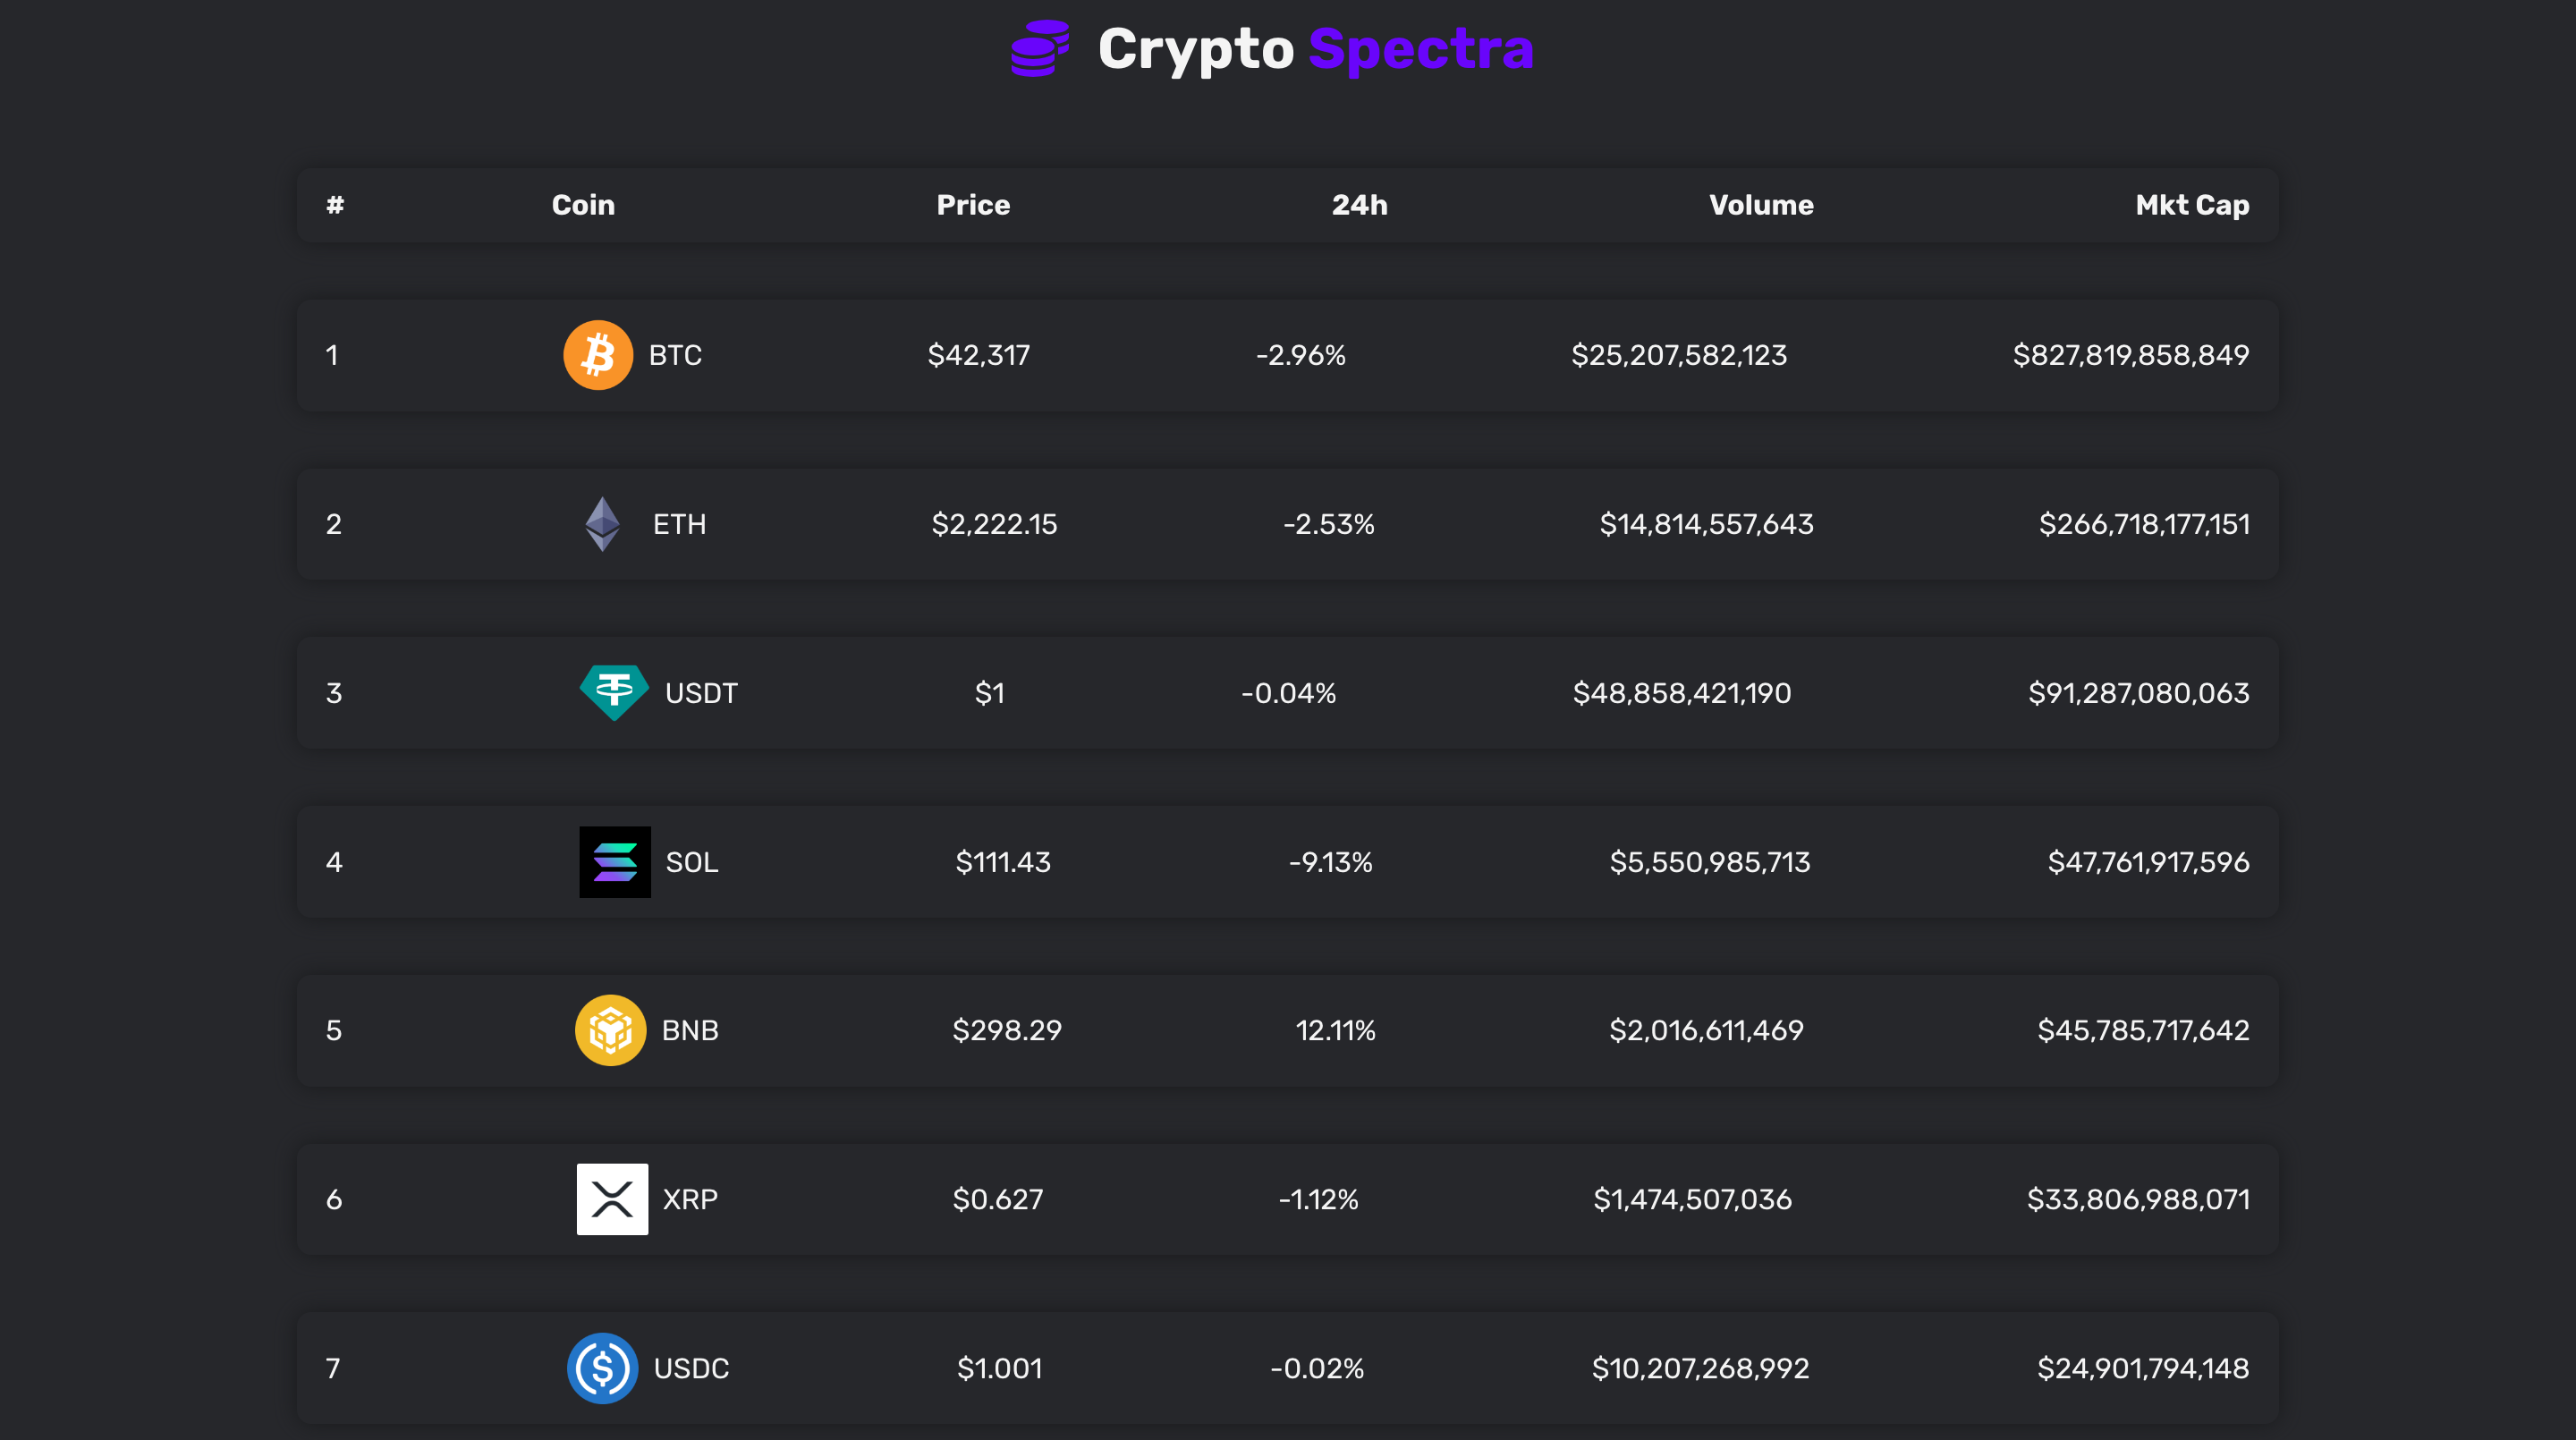 Crypto Spectra
# Coin Price 24h Volume Mkt Cap
1 BTC $42,317 -2.96% $25,207,582,123 $827,819,858,849
2 ETH $2,222.15 -2.53% $14,814,557,643 $266,718,177,151
3 USDT $1 -0.04% $48,858,421,190 $91,287,080,063
4 SOL $111.43 -9.13% $5,550,985,713 $47,761,917,596
5 BNB $298.29 12.11% $2,016,611,469 $45,785,717,642
6 XRP $0.627 -1.12% $1,474,507,036 $33,806,988,071
7 USDC $1.001 -0.02% $10,207,268,992 $24,901,794,148